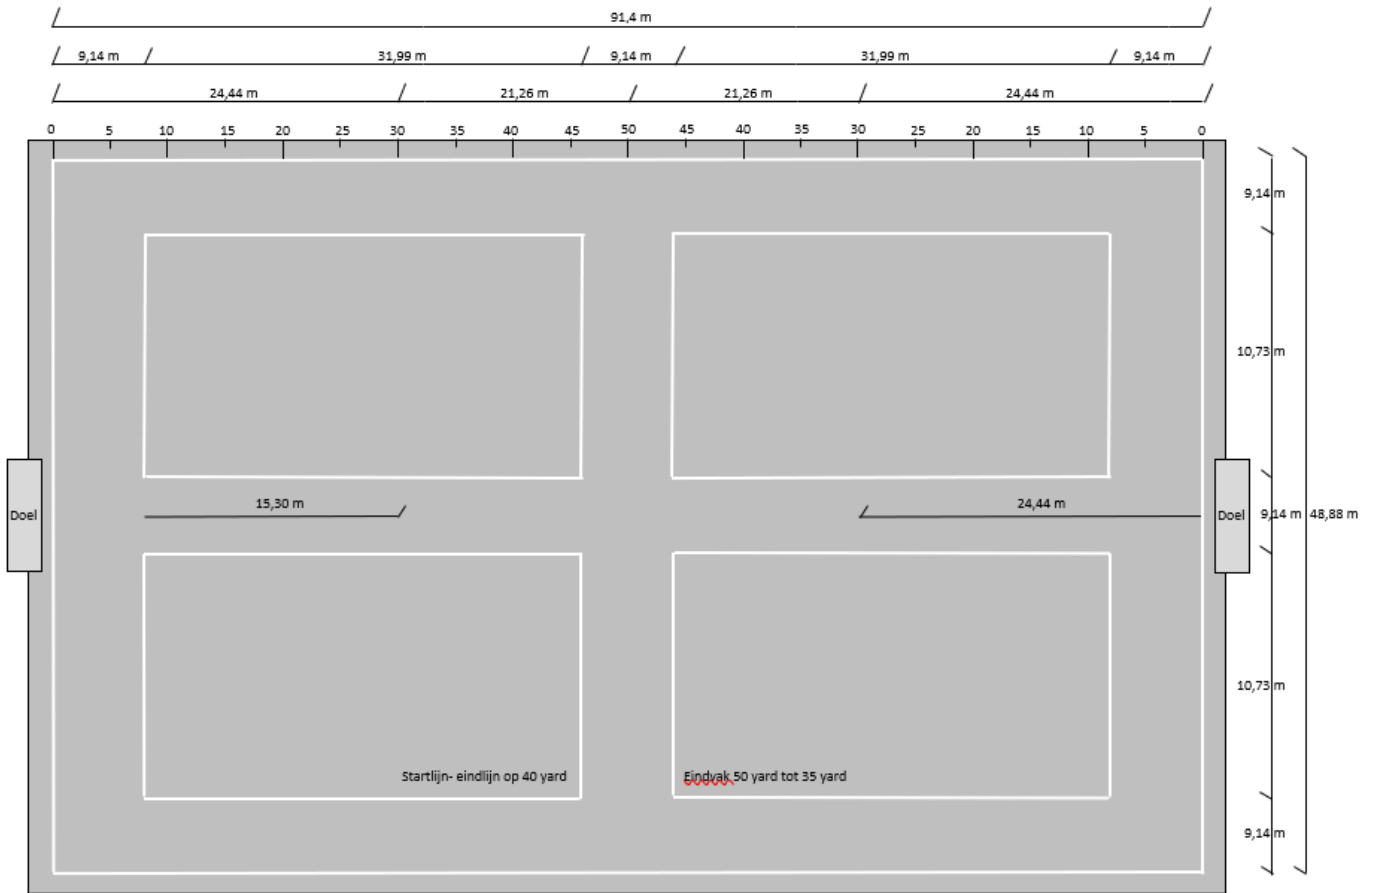 91,4 m
9,14 m 31,99 m 9,14 m 31,99 m 9,14 m
24,44 m 21,26 m 21,26 m 24,44 m
0 5 10 15 20 25 30 35 40 45 50 45 40 35 30 25 20 15 10 5 0
9,14 m
10,73 m
15,30 m 24,44 m
Doel Doel 9,14 m 48,88 m
10,73 m
Startlijn- eindlijn op 40 yard Eindvak 50 yard tot 35 yard
9,14 m